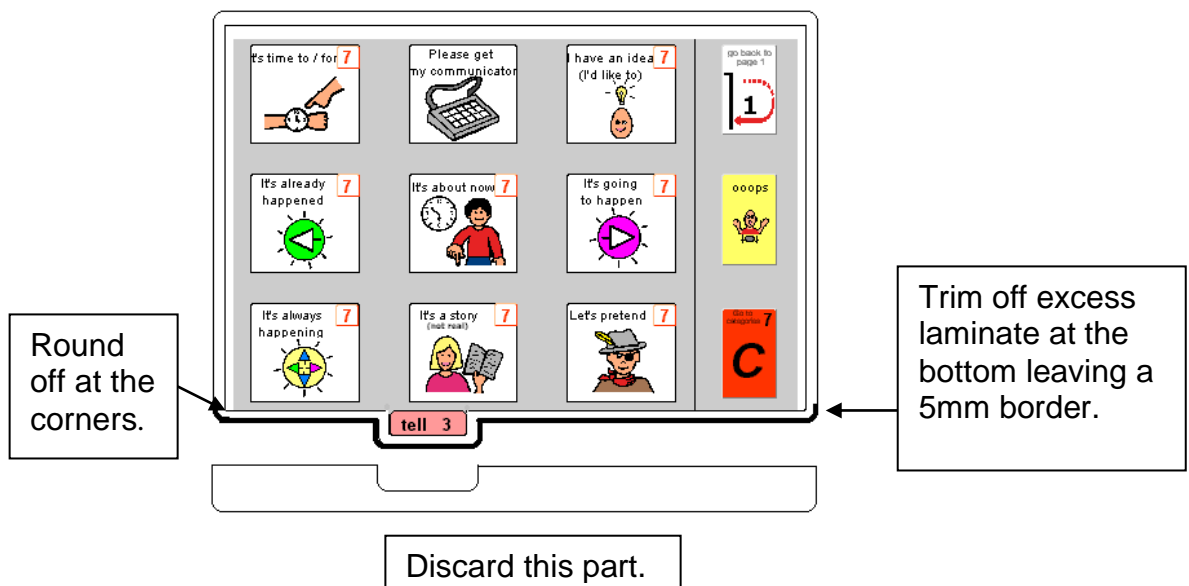 It's time to / for 7
Please get
my communicator
I have an idea 7
(I'd like to)
go back to
page 1
1
It's already 7
happened
It's about now 7
It's going 7
to happen
ooops
It's always 7
happening
It's a story 7
(not real)
Let's pretend 7
Go to
categories 7
C
tell 3
Round
off at the
corners.
Trim off excess
laminate at the
bottom leaving a
5mm border.
Discard this part.